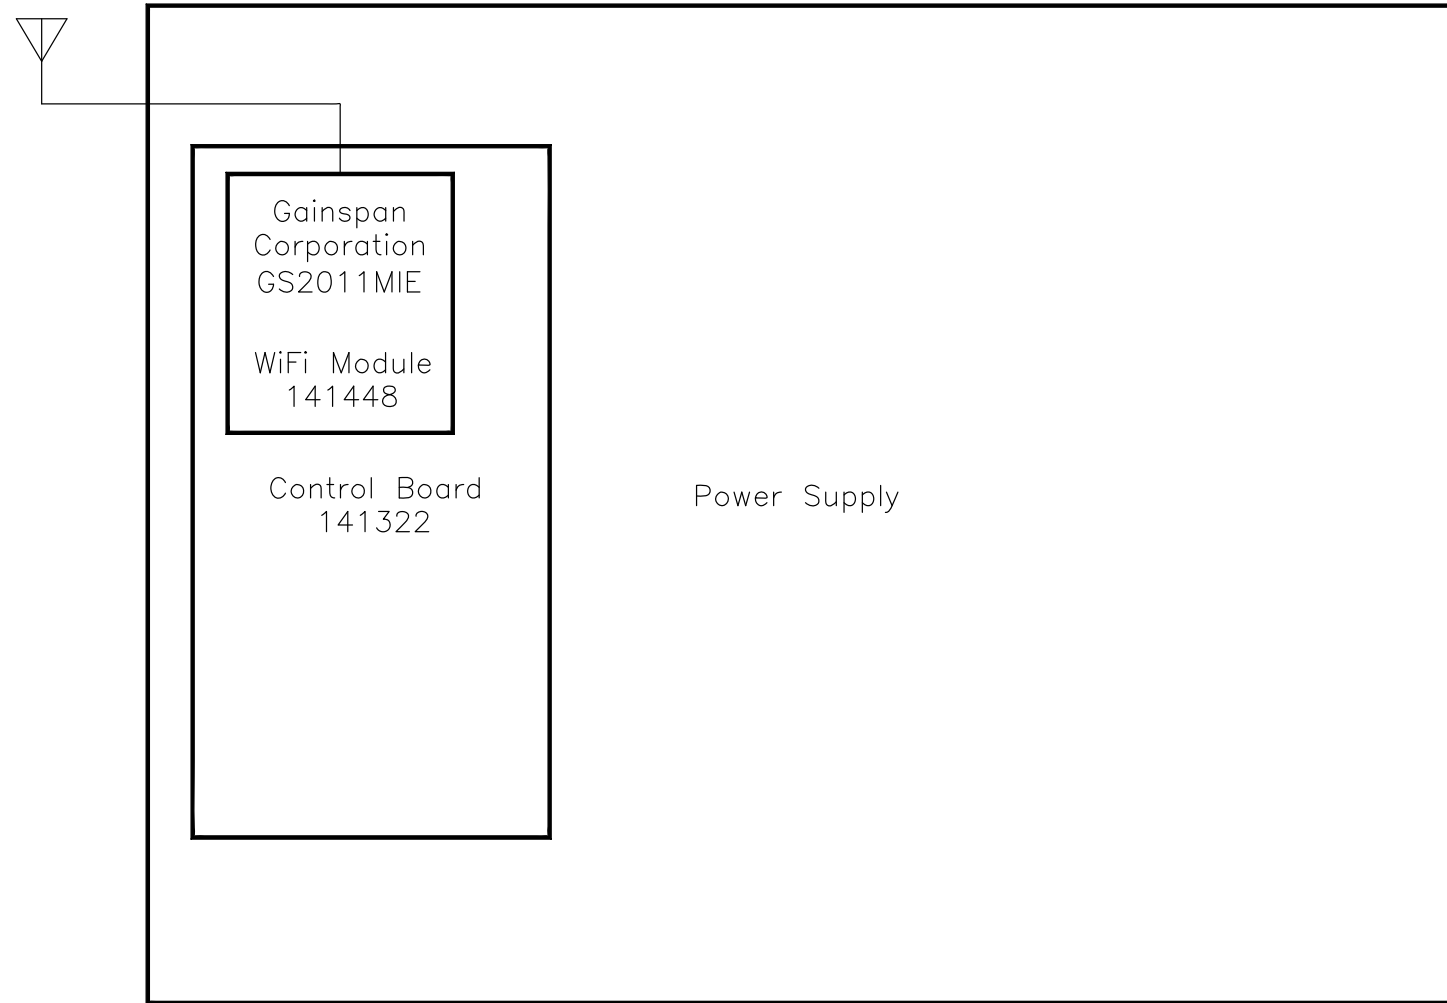 Gainspan
Corporation
GS2011MIE
WiFi Module
141448
Control Board
141322
Power Supply